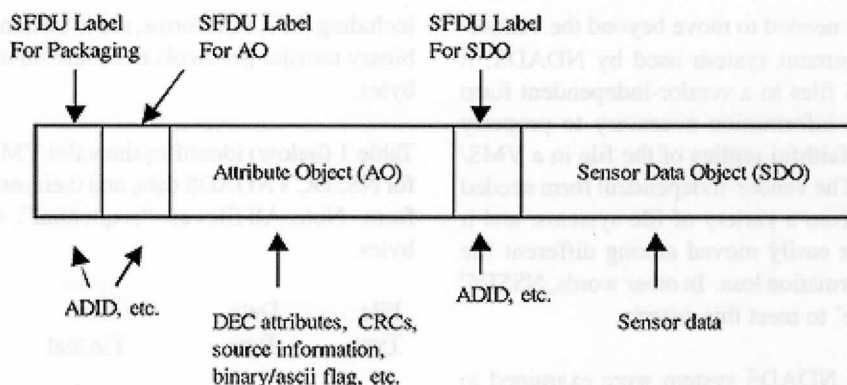 SFDU Label
For Packaging
SFDU Label
For AO
SFDU Label
For SDO
Attribute Object (AO)
Sensor Data Object (SDO)
ADID, etc.
DEC attributes, CRCs,
source information,
binary/ascii flag, etc.
ADID, etc.
Sensor data